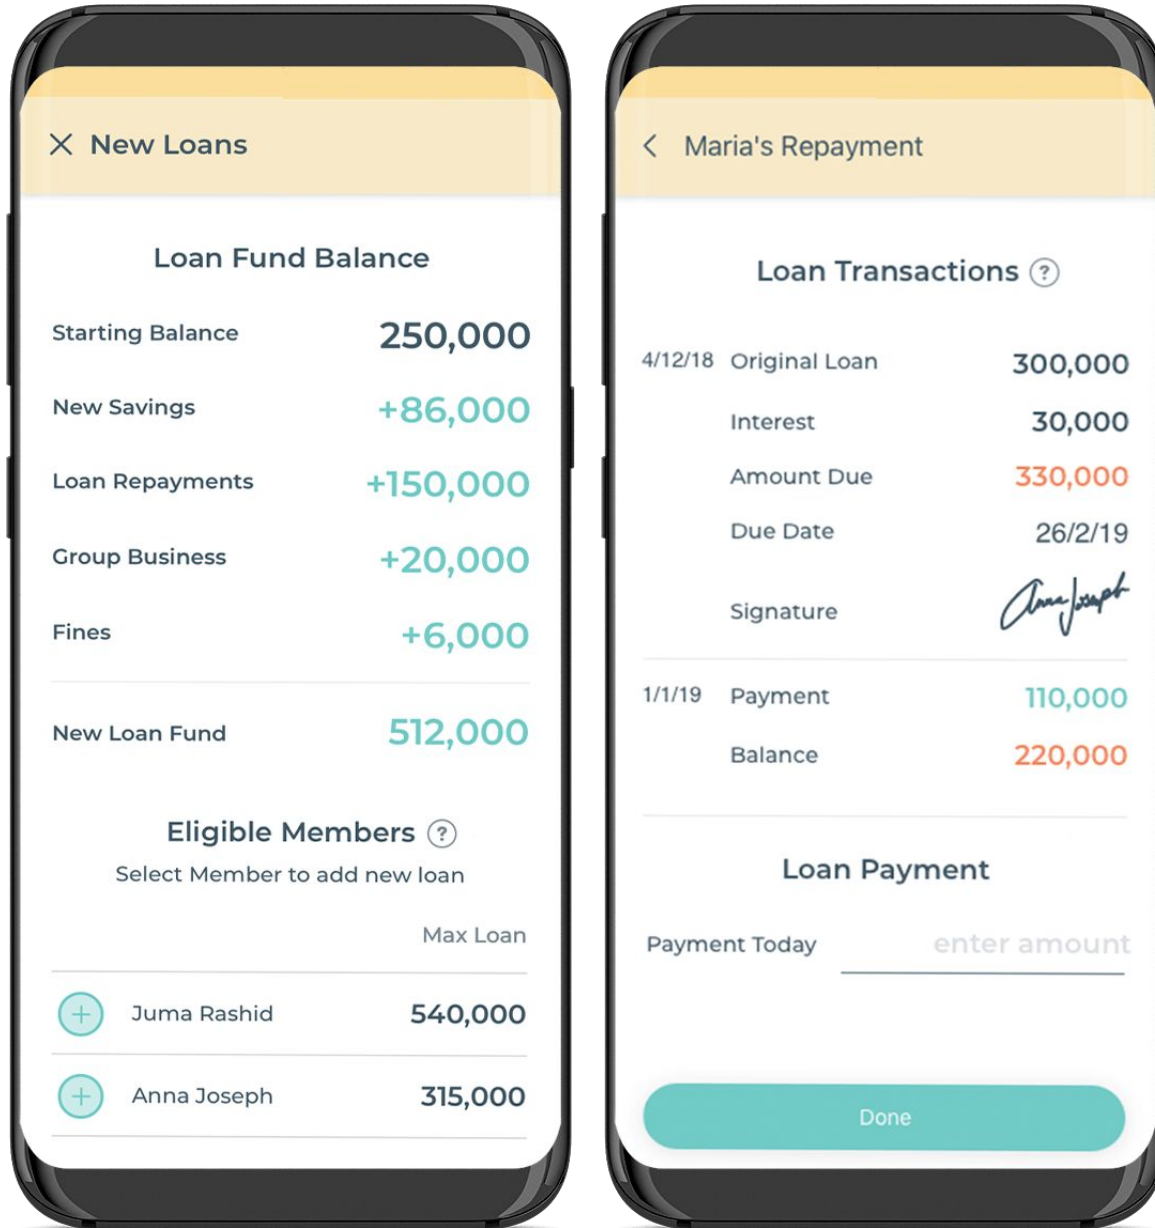 New Loans
Loan Fund Balance
Starting Balance 250,000
New Savings +86,000
Loan Repayments +150,000
Group Business +20,000
Fines +6,000
New Loan Fund 512,000
Eligible Members ?
Select Member to add new loan
Max Loan
+ Juma Rashid 540,000
+ Anna Joseph 315,000
Maria's Repayment
Loan Transactions ?
4/12/18 Original Loan 300,000
Interest 30,000
Amount Due 330,000
Due Date 26/2/19
Signature Anna Joseph
1/1/19 Payment 110,000
Balance 220,000
Loan Payment
Payment Today enter amount
Done